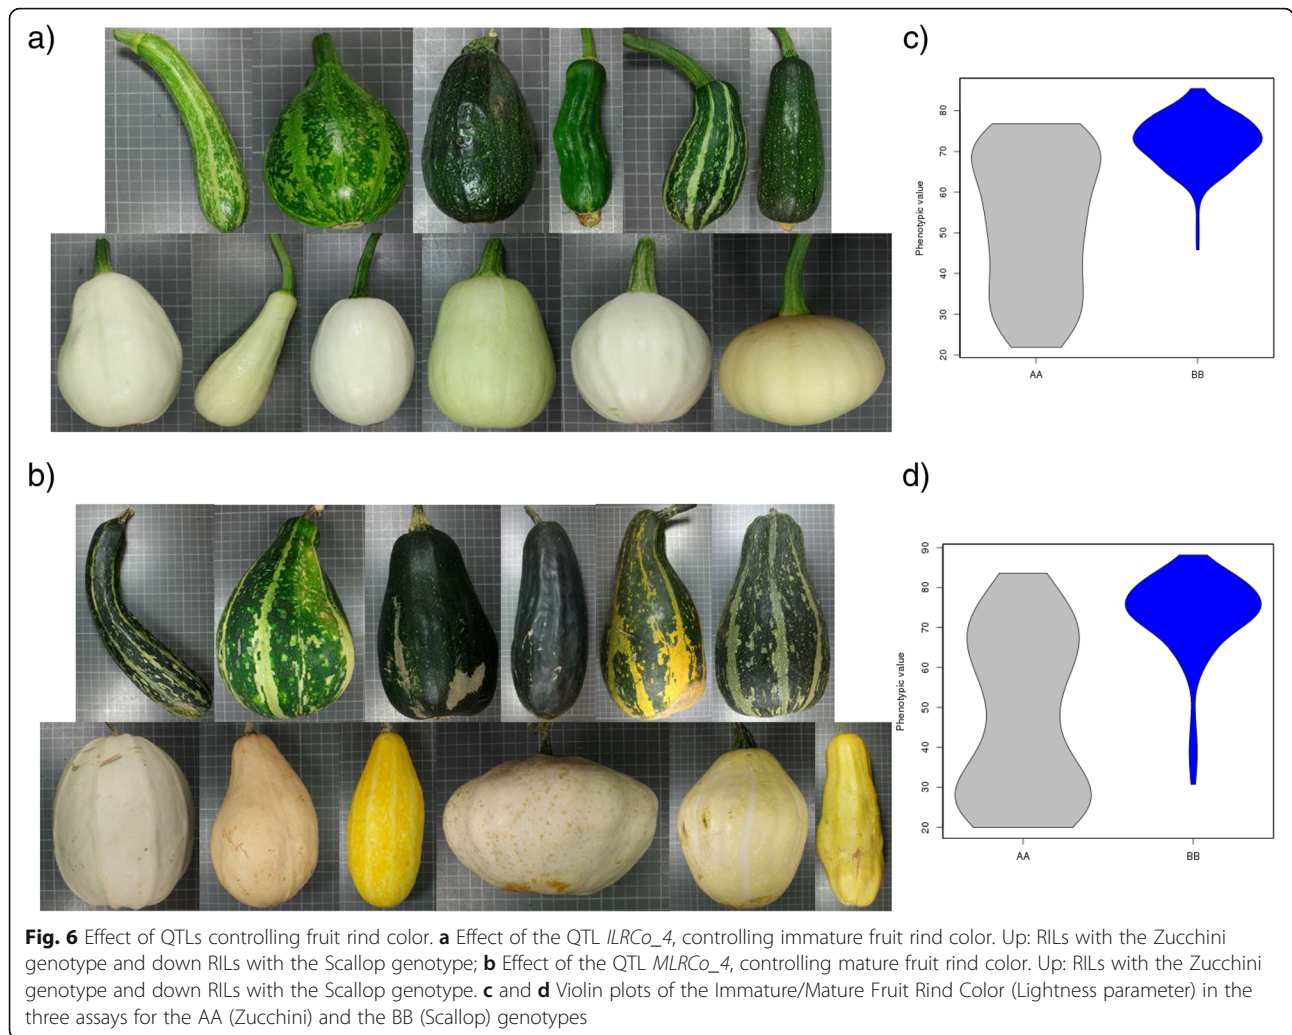 a)
c)
Phenotypic value
80
70
60
50
40
30
20
AA
BB
b)
d)
Phenotypic value
90
80
70
60
50
40
30
20
AA
BB
Fig. 6 Effect of QTLs controlling fruit rind color. a Effect of the QTL ILRCo_4, controlling immature fruit rind color. Up: RILs with the Zucchini
genotype and down RILs with the Scallop genotype; b Effect of the QTL MLRCo_4, controlling mature fruit rind color. Up: RILs with the Zucchini
genotype and down RILs with the Scallop genotype. c and d Violin plots of the Immature/Mature Fruit Rind Color (Lightness parameter) in the
three assays for the AA (Zucchini) and the BB (Scallop) genotypes